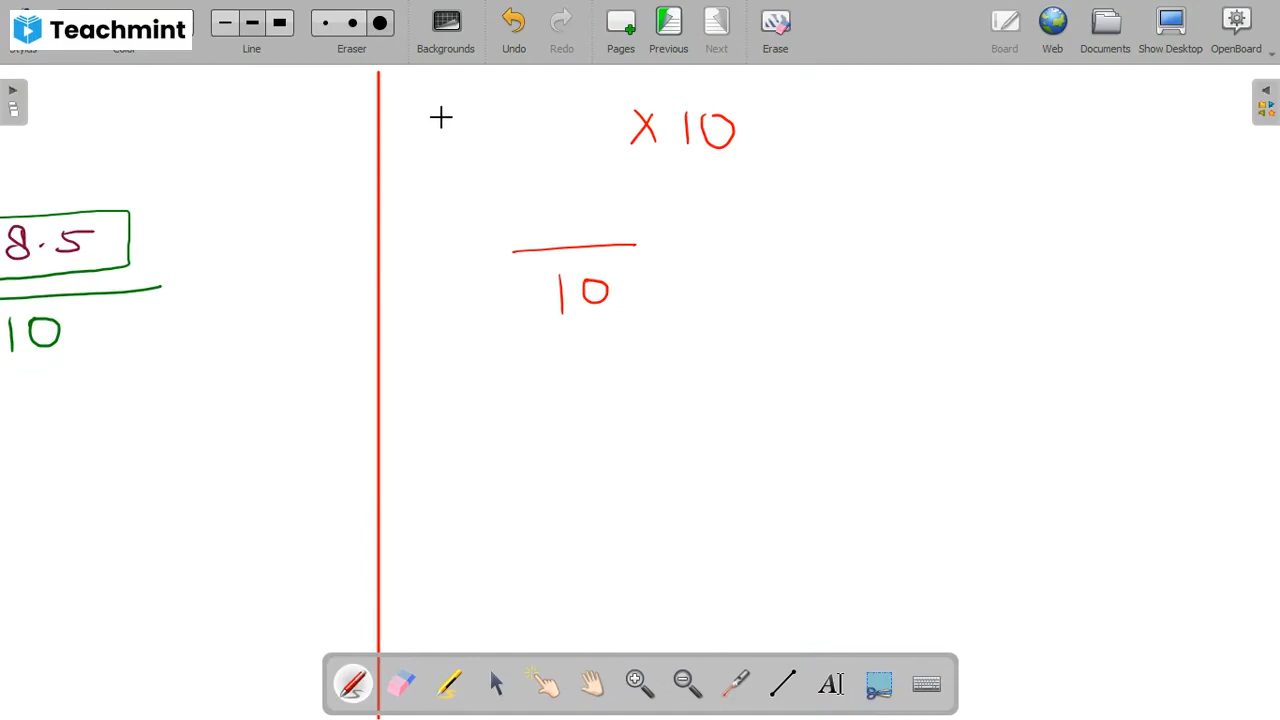 Teachmint
Line
Eraser
Backgrounds
Undo
Redo
Pages
Previous
Next
Erase
Board
Web
Documents
Show Desktop
OpenBoard
x 10
8.5
10
10